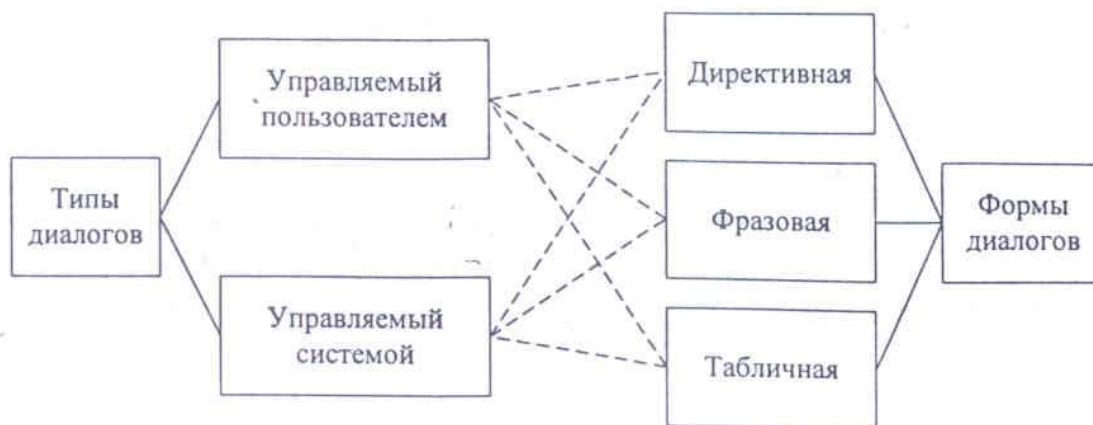 Типы
диалогов
Управляемый
пользователем
Управляемый
системой
Директивная
Фразовая
Табличная
Формы
диалогов